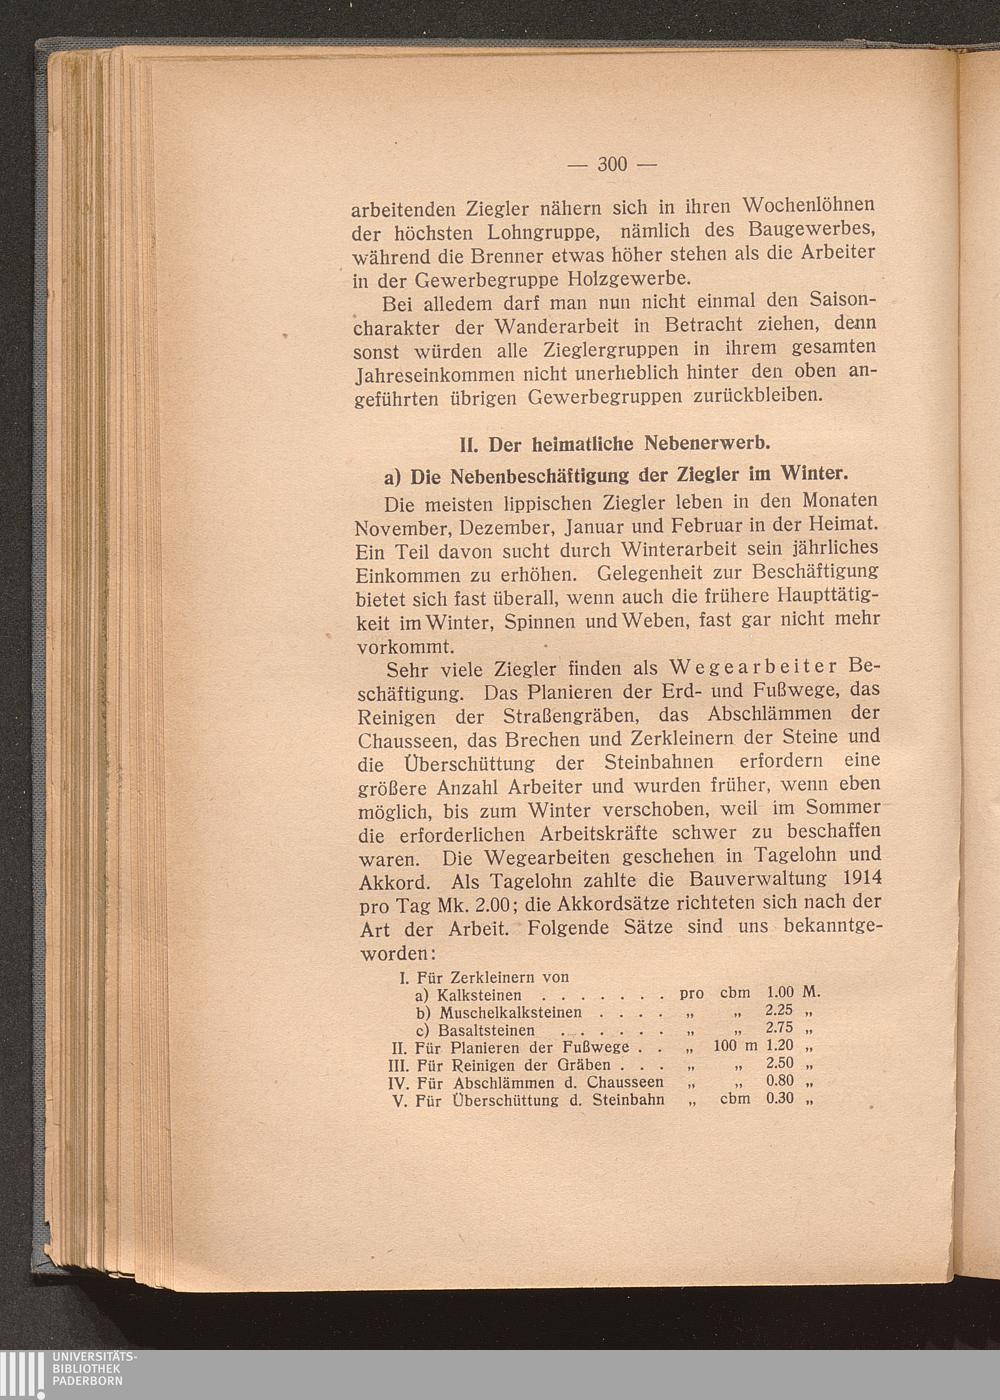 — 300 —
arbeitenden Ziegler nähern sich in ihren Wochenlöhnen
der höchsten Lohngruppe, nämlich des Baugewerbes,
während die Brenner etwas höher stehen als die Arbeiter
in der Gewerbegruppe Holzgewerbe.
Bei alledem darf man nun nicht einmal den Saison-
charakter der Wanderarbeit in Betracht ziehen, denn
sonst würden alle Zieglergruppen in ihrem gesamten
Jahreseinkommen nicht unerheblich hinter den oben an-
geführten übrigen Gewerbegruppen zurückbleiben.
II. Der heimatliche Nebenerwerb.
a) Die Nebenbeschäftigung der Ziegler im Winter.
Die meisten lippischen Ziegler leben in den Monaten
November, Dezember, Januar und Februar in der Heimat.
Ein Teil davon sucht durch Winterarbeit sein jährliches
Einkommen zu erhöhen. Gelegenheit zur Beschäftigung
bietet sich fast überall, wenn auch die frühere Haupttätig-
keit im Winter, Spinnen und Weben, fast gar nicht mehr
vorkommt.
Sehr viele Ziegler finden als Wegearbeiter Be-
schäftigung. Das Planieren der Erd- und Fußwege, das
Reinigen der Straßengräben, das Abschlämmen der
Chausseen, das Brechen und Zerkleinern der Steine und
die Überschüttung der Steinbahnen erfordern eine
größere Anzahl Arbeiter und wurden früher, wenn eben
möglich, bis zum Winter verschoben, weil im Sommer
die erforderlichen Arbeitskräfte schwer zu beschaffen
waren. Die Wegearbeiten geschehen in Tagelohn und
Akkord. Als Tagelohn zahlte die Bauverwaltung 1914
pro Tag Mk. 2.00; die Akkordsätze richteten sich nach der
Art der Arbeit. Folgende Sätze sind uns bekanntge-
worden:
I. Für Zerkleinern von
a) Kalksteinen . . . . . . . pro cbm 1.00 M.
b) Muschelkalksteinen . . . . „ „ 2.25 „
c) Basaltsteinen . . . . . . „ „ 2.75 „
II. Für Planieren der Fußwege . . „ 100 m 1.20 „
III. Für Reinigen der Gräben . . . „ „ 2.50 „
IV. Für Abschlämmen d. Chausseen „ „ 0.80 „
V. Für Überschüttung d. Steinbahn „ cbm 0.30 „
UNIVERSITÄTS-
BIBLIOTHEK
PADERBORN